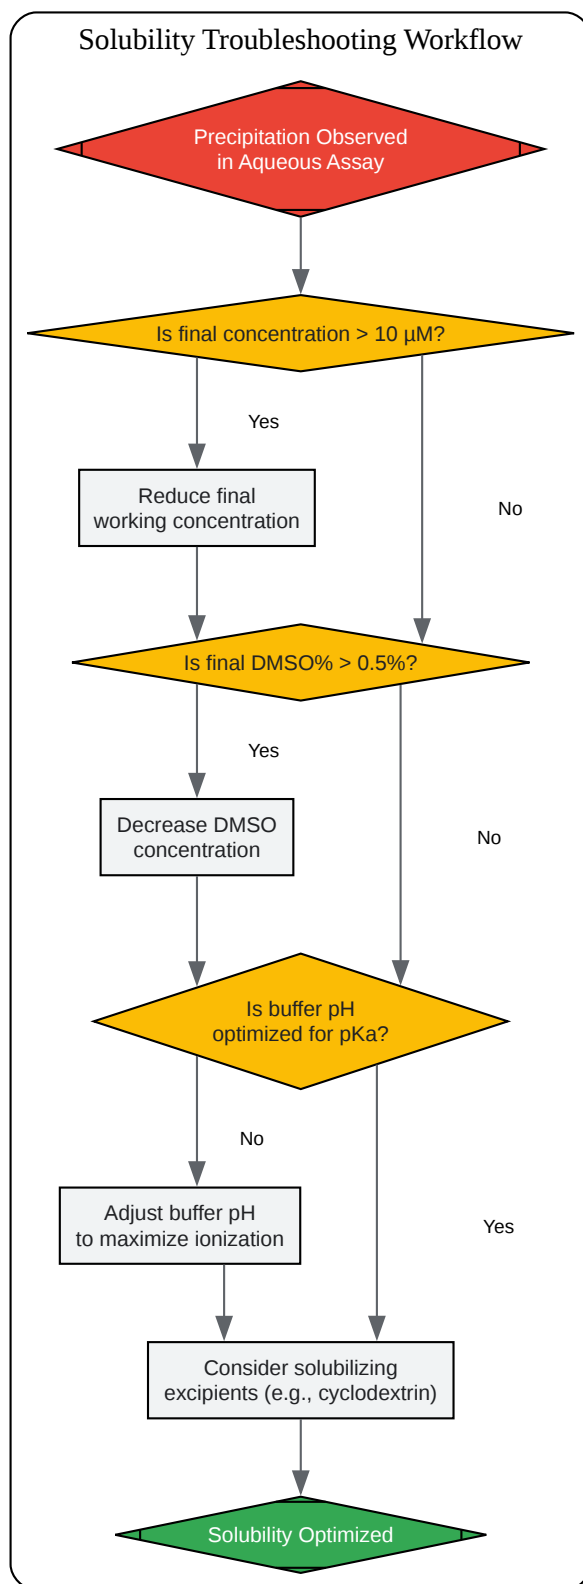 Solubility Troubleshooting Workflow
Precipitation Observed
in Aqueous Assay
Is final concentration > 10 µM?
Yes
Reduce final
working concentration
No
Is final DMSO% > 0.5%?
Yes
Decrease DMSO
concentration
No
Is buffer pH
optimized for pKa?
No
Adjust buffer pH
to maximize ionization
Yes
Consider solubilizing
excipients (e.g., cyclodextrin)
Solubility Optimized